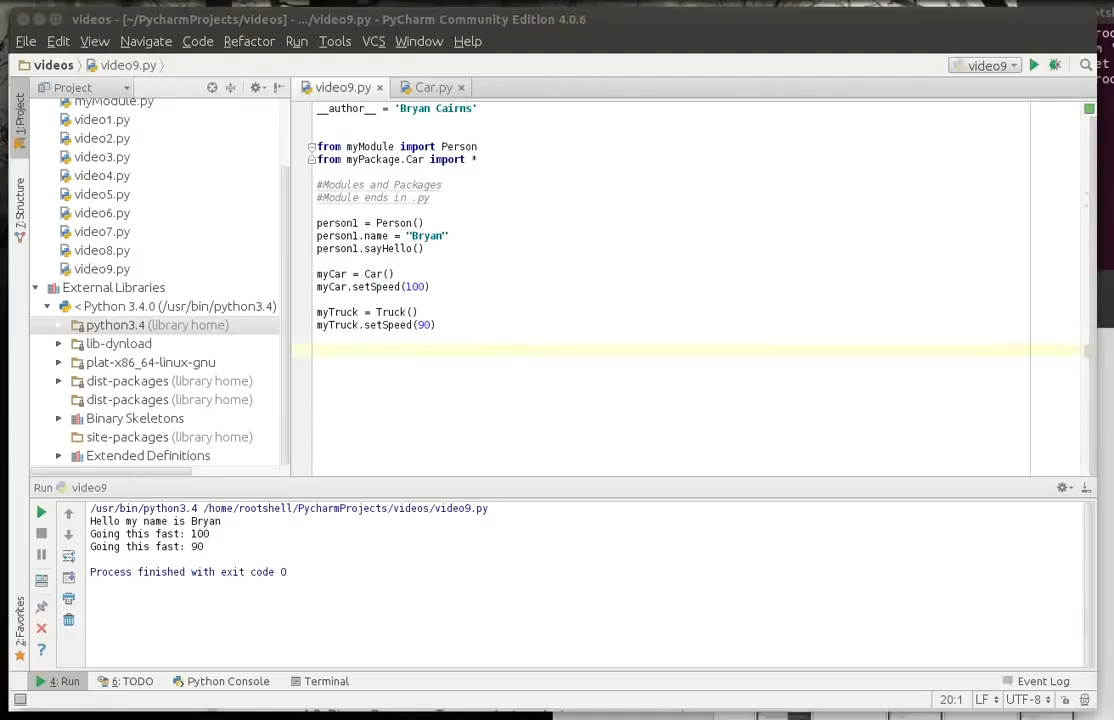 videos - [~/PycharmProjects/videos] - .../video9.py - PyCharm Community Edition 4.0.6
File Edit View Navigate Code Refactor Run Tools VCS Window Help
videos video9.py video9
1: Project
7: Structure
2: Favorites
Project
myModule.py
video1.py
video2.py
video3.py
video4.py
video5.py
video6.py
video7.py
video8.py
video9.py
External Libraries
< Python 3.4.0 (/usr/bin/python3.4)
python3.4 (library home)
lib-dynload
plat-x86_64-linux-gnu
dist-packages (library home)
dist-packages (library home)
Binary Skeletons
site-packages (library home)
Extended Definitions
video9.py Car.py
__author__ = 'Bryan Cairns'
from myModule import Person
from myPackage.Car import *
#Modules and Packages
#Module ends in .py
person1 = Person()
person1.name = "Bryan"
person1.sayHello()
myCar = Car()
myCar.setSpeed(100)
myTruck = Truck()
myTruck.setSpeed(90)
Run video9
/usr/bin/python3.4 /home/rootshell/PycharmProjects/videos/video9.py
Hello my name is Bryan
Going this fast: 100
Going this fast: 90
Process finished with exit code 0
4: Run 6: TODO Python Console Terminal Event Log
20:1 LF UTF-8